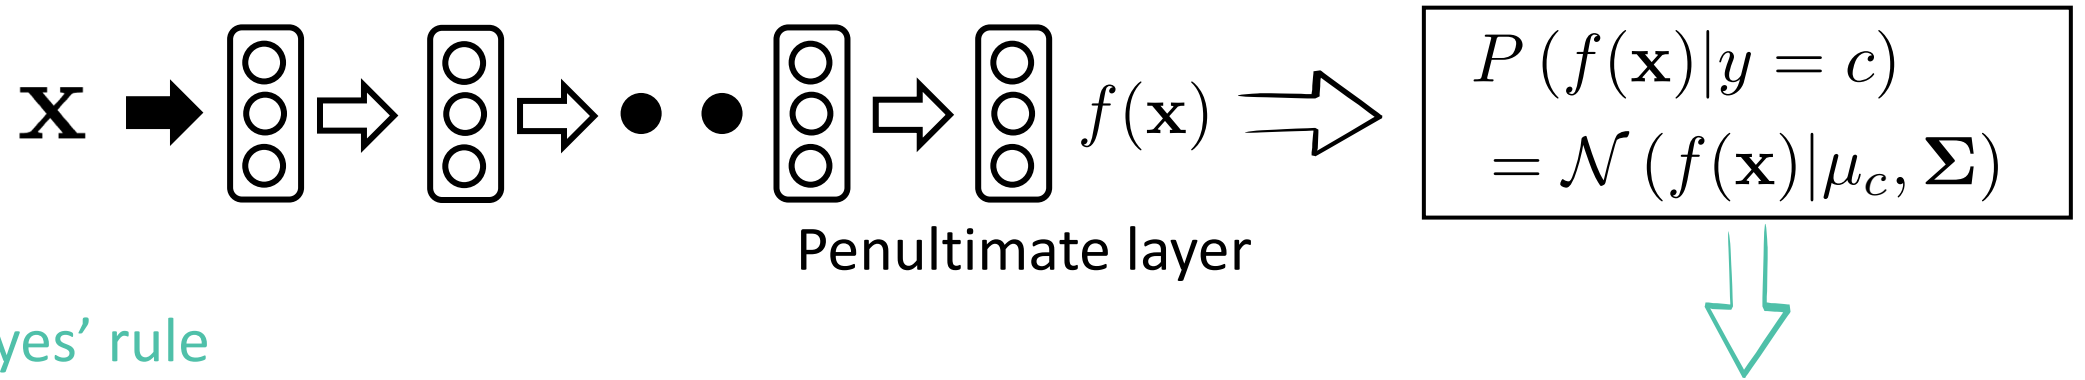 x f(x) P(f(x)|y = c)
= 𝒩(f(x)|μ_c, Σ)
Penultimate layer
yes’ rule